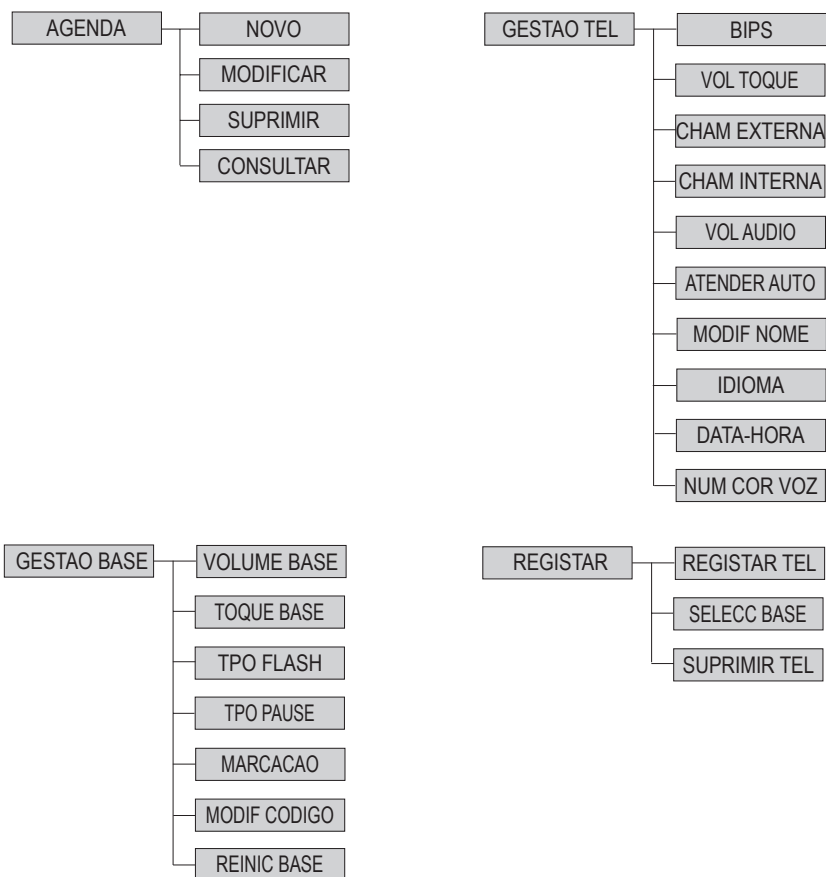 AGENDA
NOVO
MODIFICAR
SUPRIMIR
CONSULTAR
GESTAO TEL
BIPS
VOL TOQUE
CHAM EXTERNA
CHAM INTERNA
VOL AUDIO
ATENDER AUTO
MODIF NOME
IDIOMA
DATA-HORA
NUM COR VOZ
GESTAO BASE
VOLUME BASE
TOQUE BASE
TPO FLASH
TPO PAUSE
MARCACAO
MODIF CODIGO
REINIC BASE
REGISTAR
REGISTAR TEL
SELECC BASE
SUPRIMIR TEL